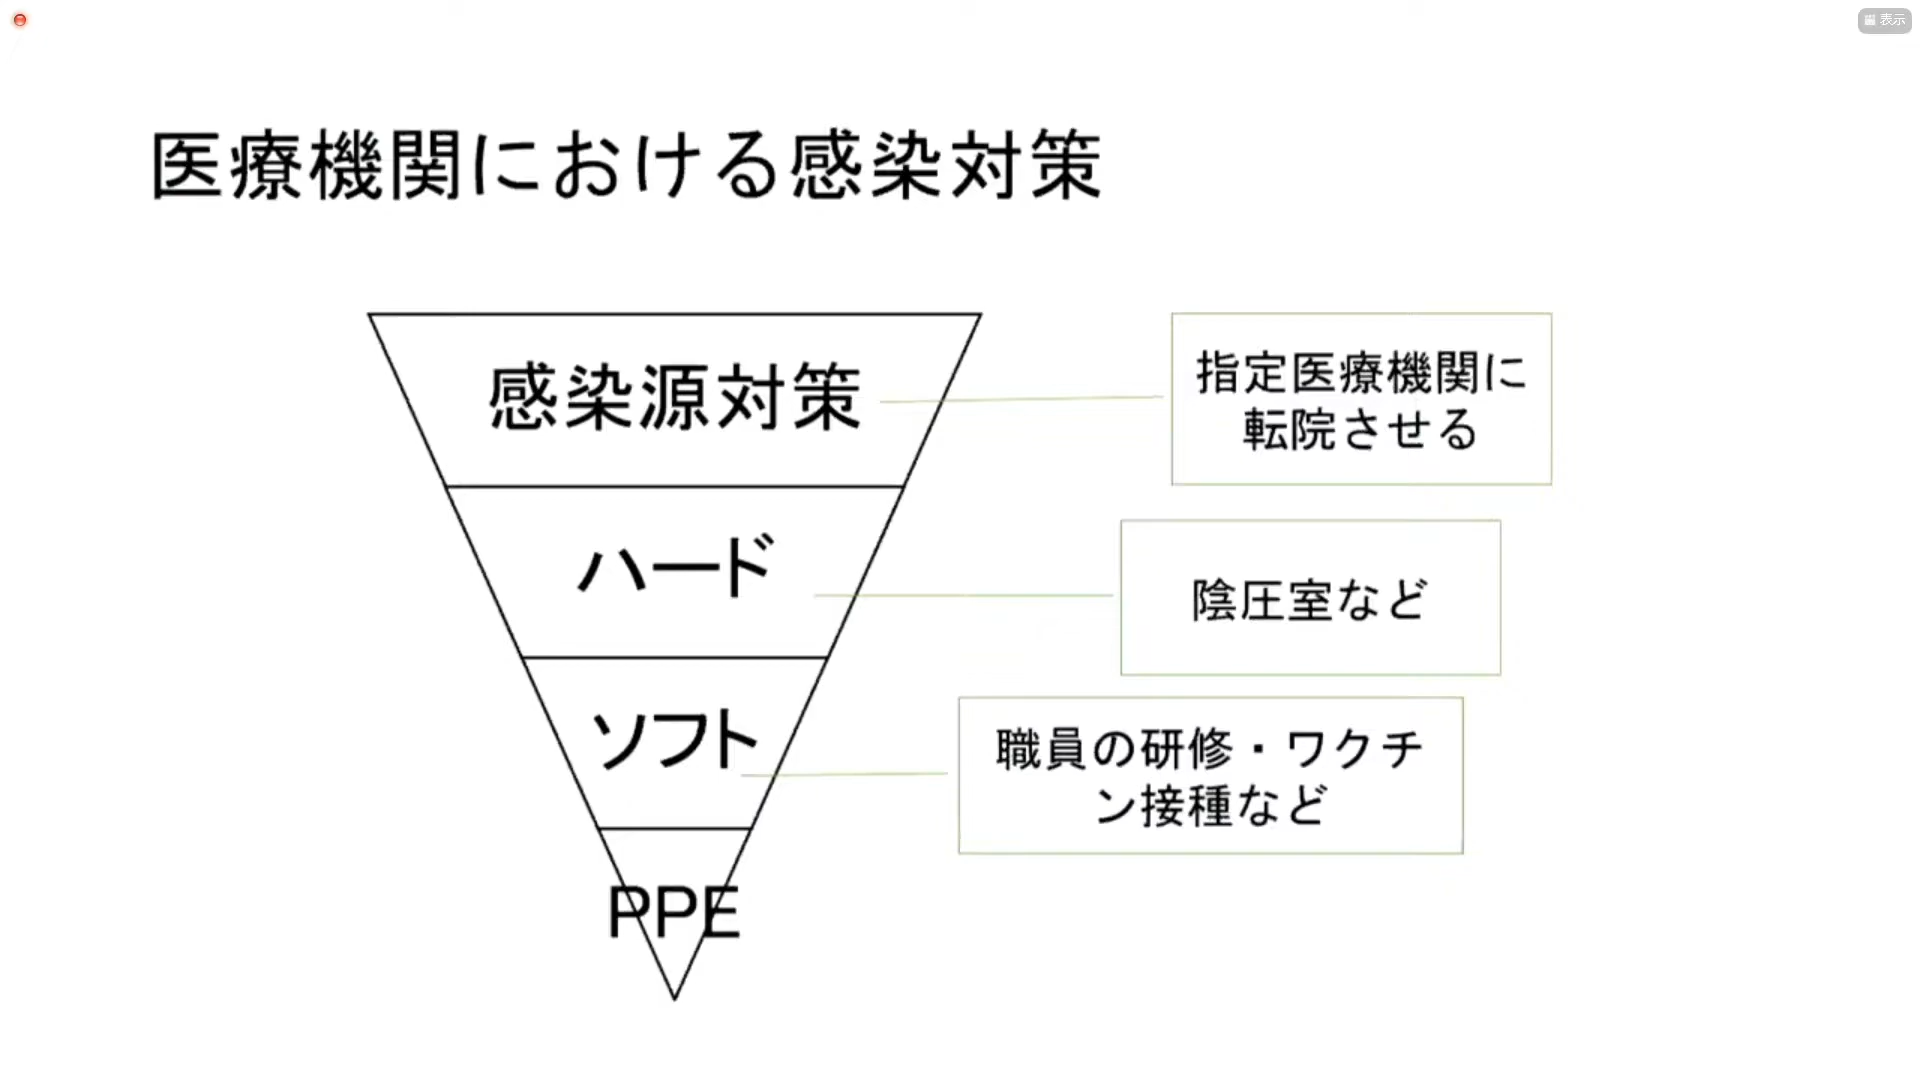 表示
医療機関における感染対策
感染源対策
指定医療機関に
転院させる
ハード
陰圧室など
ソフト
職員の研修・ワクチ
ン接種など
PPE